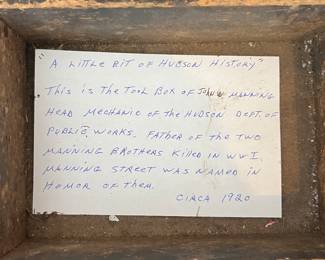 "A LITTLE BIT OF HUDSON HISTORY"
THIS IS THE TOOL BOX OF JOHN MANNING
HEAD MECHANIC OF THE HUDSON DEPT. OF
PUBLIC WORKS. FATHER OF THE TWO
MANNING BROTHERS KILLED IN WW I
MANNING STREET WAS NAMED IN
HOMOR OF THEM.
CIRCA 1920